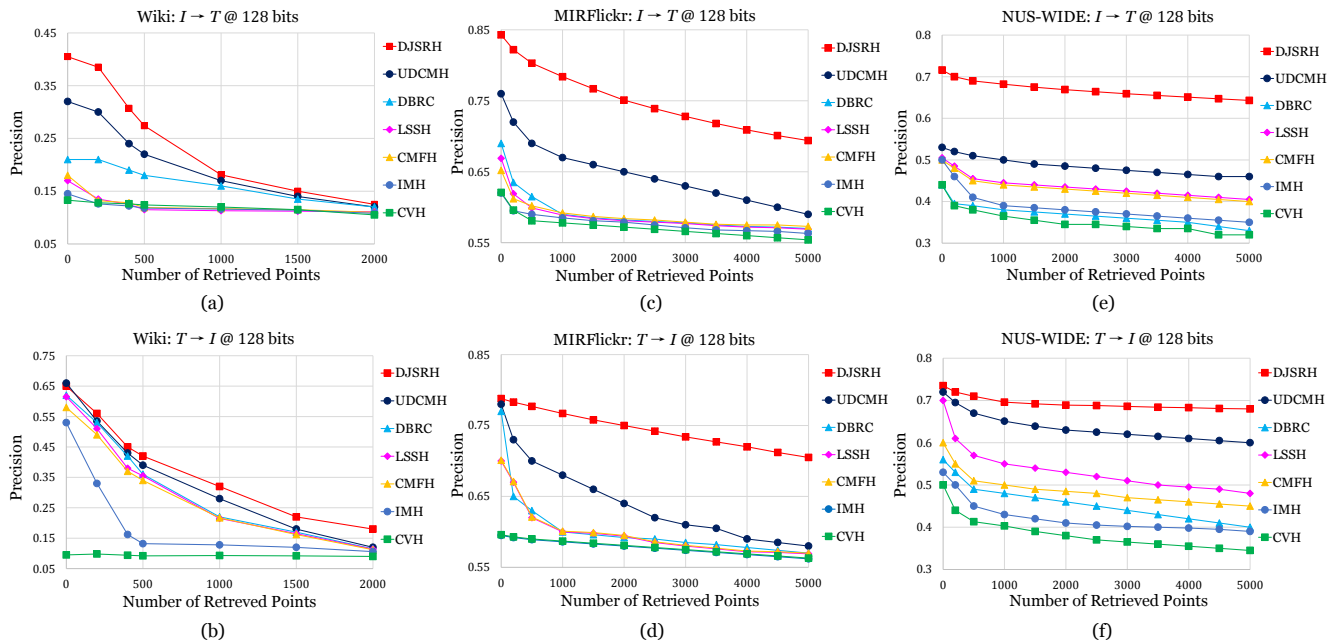 Wiki: I → T @ 128 bits
0.45
0.35
0.25
0.15
0.05
Precision
0 500 1000 1500 2000
Number of Retrieved Points
DJSRH
UDCMH
DBRC
LSSH
CMFH
IMH
CVH
(a)
MIRFlickr: I → T @ 128 bits
0.85
0.75
0.65
0.55
Precision
0 1000 2000 3000 4000 5000
Number of Retrieved Points
DJSRH
UDCMH
DBRC
LSSH
CMFH
IMH
CVH
(c)
NUS-WIDE: I → T @ 128 bits
0.8
0.7
0.6
0.5
0.4
0.3
Precision
0 1000 2000 3000 4000 5000
Number of Retrieved Points
DJSRH
UDCMH
DBRC
LSSH
CMFH
IMH
CVH
(e)
Wiki: T → I @ 128 bits
0.75
0.65
0.55
0.45
0.35
0.25
0.15
0.05
Precision
0 500 1000 1500 2000
Number of Retreved Points
DJSRH
UDCMH
DBRC
LSSH
CMFH
IMH
CVH
(b)
MIRFlickr: T → I @ 128 bits
0.85
0.75
0.65
0.55
Precision
0 1000 2000 3000 4000 5000
Number of Retrieved Points
DJSRH
UDCMH
DBRC
LSSH
CMFH
IMH
CVH
(d)
NUS-WIDE: T → I @ 128 bits
0.8
0.7
0.6
0.5
0.4
0.3
Precision
0 1000 2000 3000 4000 5000
Number of Retrieved Points
DJSRH
UDCMH
DBRC
LSSH
CMFH
IMH
CVH
(f)